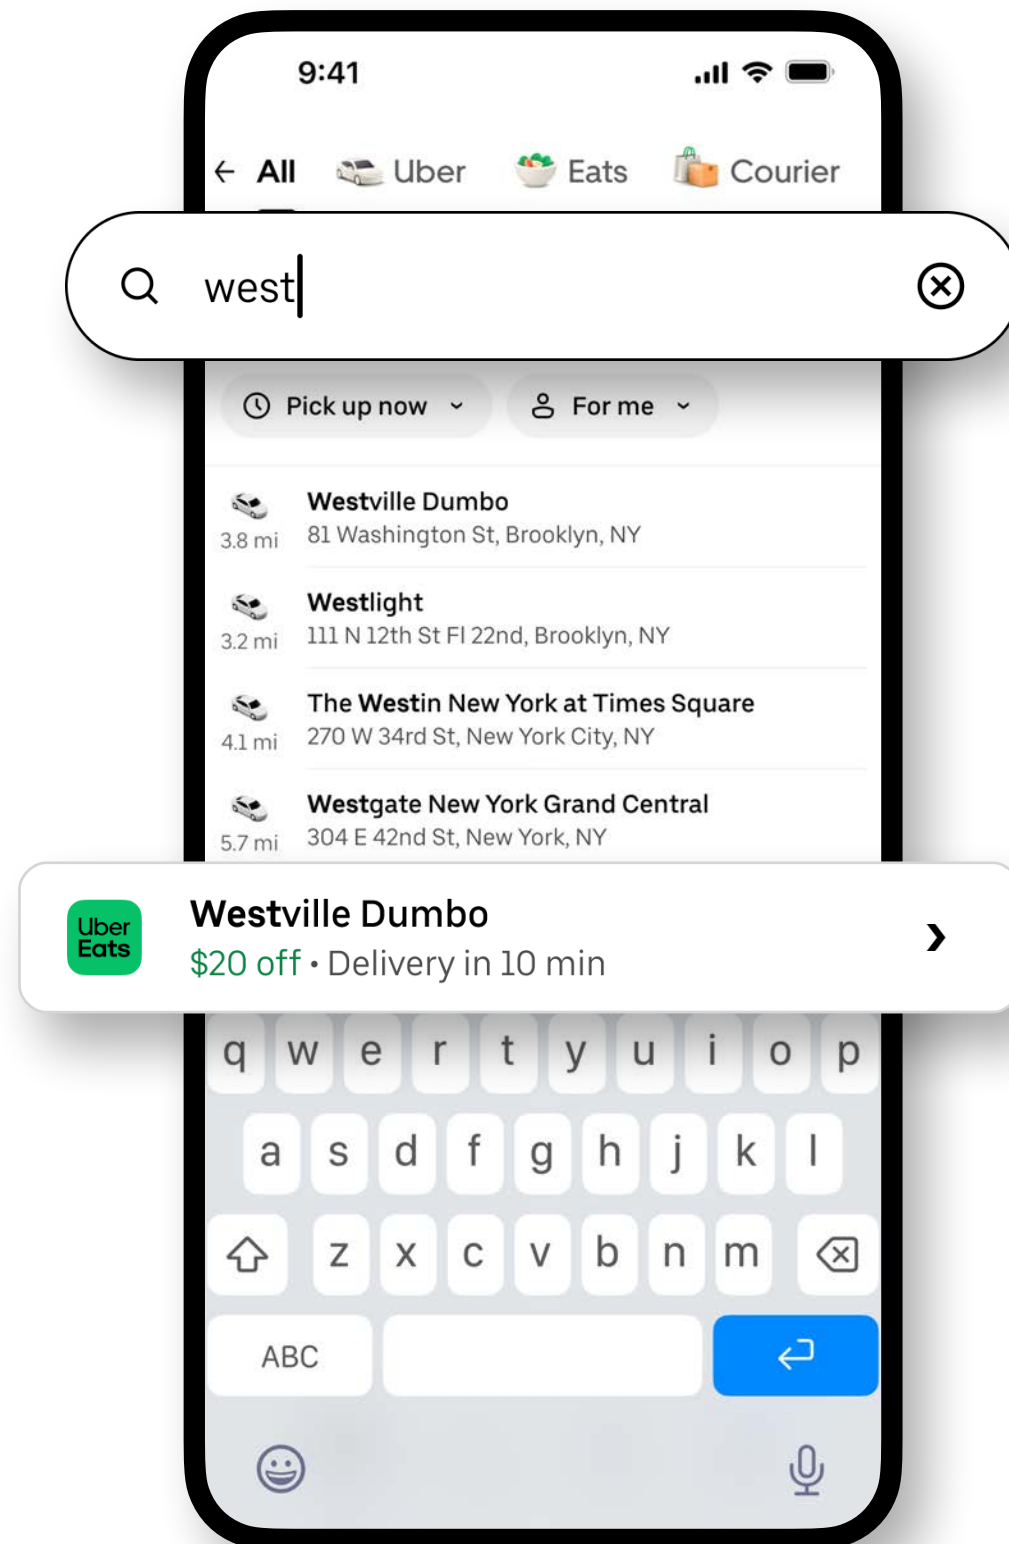 9:41
All Uber Eats Courier
west
Pick up now For me
Westville Dumbo
3.8 mi 81 Washington St, Brooklyn, NY
Westlight
3.2 mi 111 N 12th St Fl 22nd, Brooklyn, NY
The Westin New York at Times Square
4.1 mi 270 W 34rd St, New York City, NY
Westgate New York Grand Central
5.7 mi 304 E 42nd St, New York, NY
Uber
Eats
Westville Dumbo
$20 off • Delivery in 10 min
q w e r t y u i o p
a s d f g h j k l
z x c v b n m
ABC